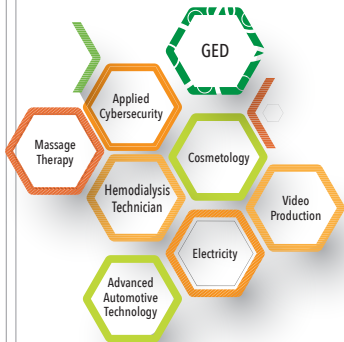 GED
Applied
Cybersecurity
Massage
Therapy
Cosmetology
Hemodialysis
Technician
Video
Production
Electricity
Advanced
Automotive
Technology